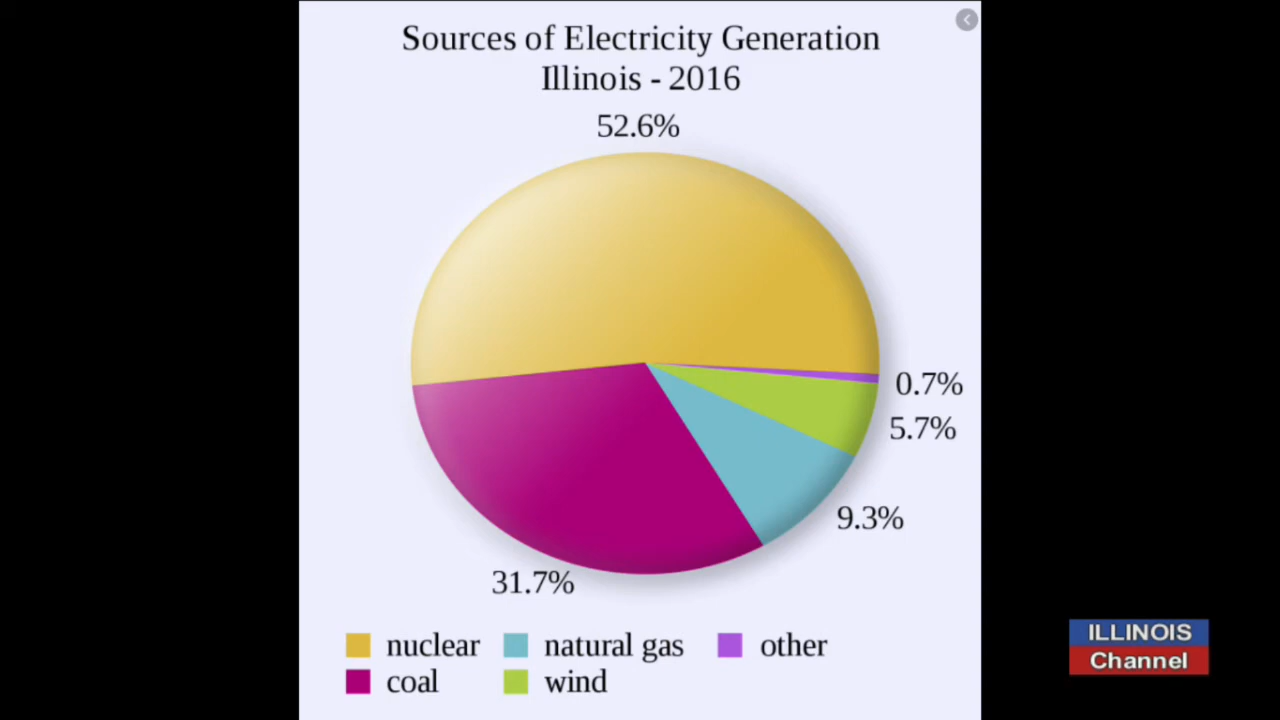 Sources of Electricity Generation
Illinois - 2016
52.6%
0.7%
5.7%
9.3%
31.7%
nuclear natural gas other
coal wind
ILLINOIS
Channel